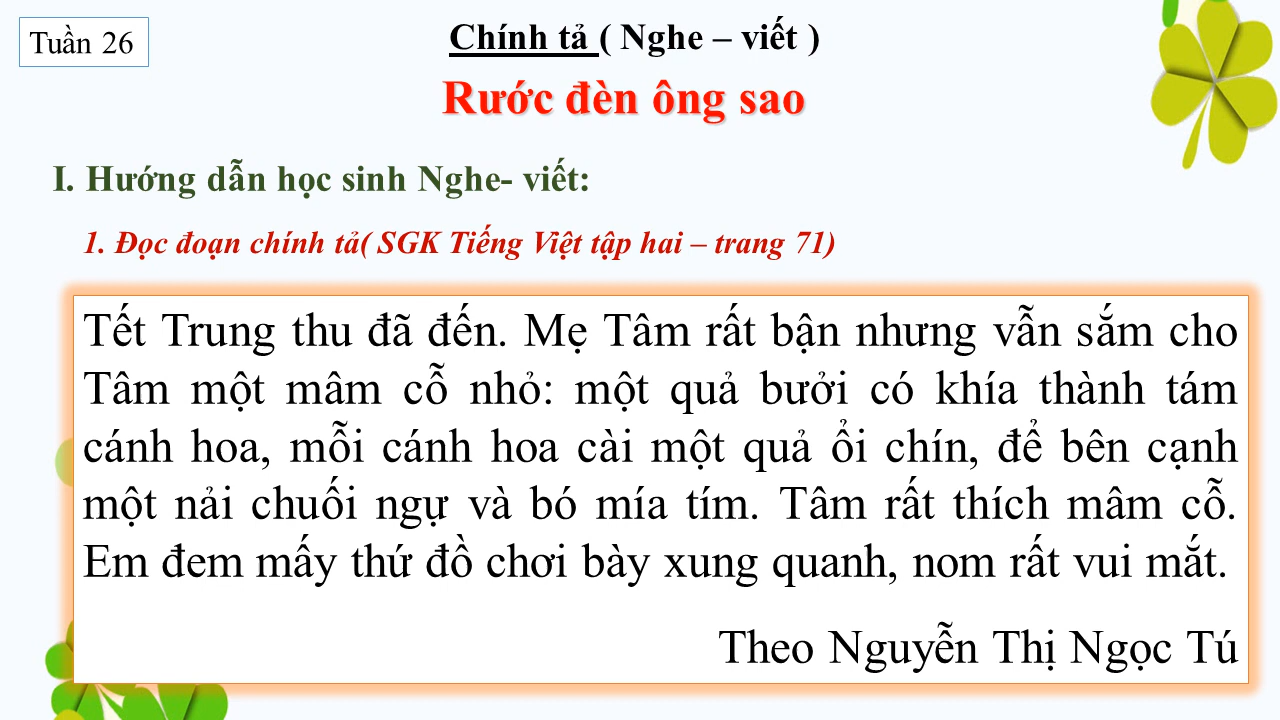 Tuần 26
Chính tả ( Nghe – viết )
Rước đèn ông sao
I. Hướng dẫn học sinh Nghe- viết:
1. Đọc đoạn chính tả( SGK Tiếng Việt tập hai – trang 71)
Tết Trung thu đã đến. Mẹ Tâm rất bận nhưng vẫn sắm cho
Tâm một mâm cỗ nhỏ: một quả bưởi có khía thành tám
cánh hoa, mỗi cánh hoa cài một quả ổi chín, để bên cạnh
một nải chuối ngự và bó mía tím. Tâm rất thích mâm cỗ.
Em đem mấy thứ đồ chơi bày xung quanh, nom rất vui mắt.
Theo Nguyễn Thị Ngọc Tú